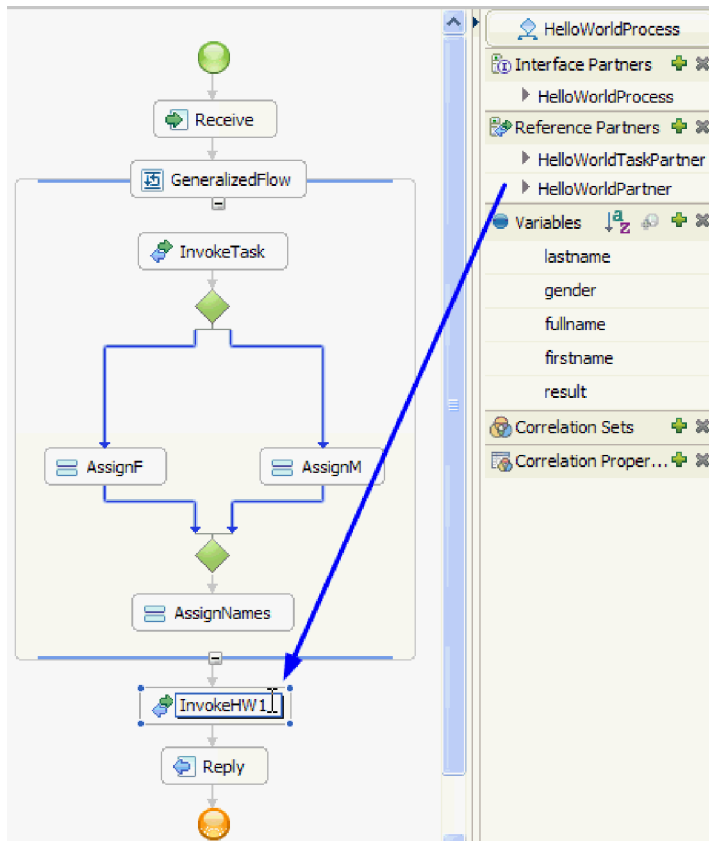 Receive
GeneralizedFlow
InvokeTask
AssignF
AssignM
AssignNames
InvokeHW1
Reply
HelloWorldProcess
Interface Partners
HelloWorldProcess
Reference Partners
HelloWorldTaskPartner
HelloWorldPartner
Variables
lastname
gender
fullname
firstname
result
Correlation Sets
Correlation Proper...